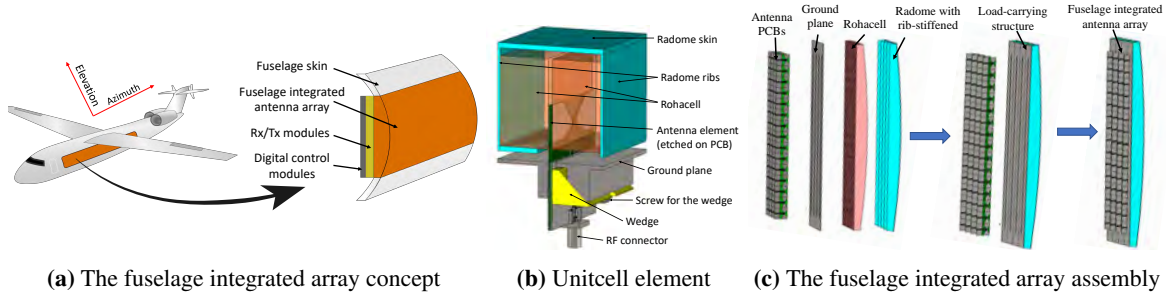 Elevation
Azimuth
Fuselage skin
Fuselage integrated
antenna array
Rx/Tx modules
Digital control
modules
(a) The fuselage integrated array concept
Radome skin
Radome ribs
Rohacell
Antenna element
(etched on PCB)
Ground plane
Screw for the wedge
Wedge
RF connector
(b) Unitcell element
Antenna
PCBs
Ground
plane
Rohacell
Radome with
rib-stiffened
Load-carrying
structure
Fuselage integrated
antenna array
(c) The fuselage integrated array assembly